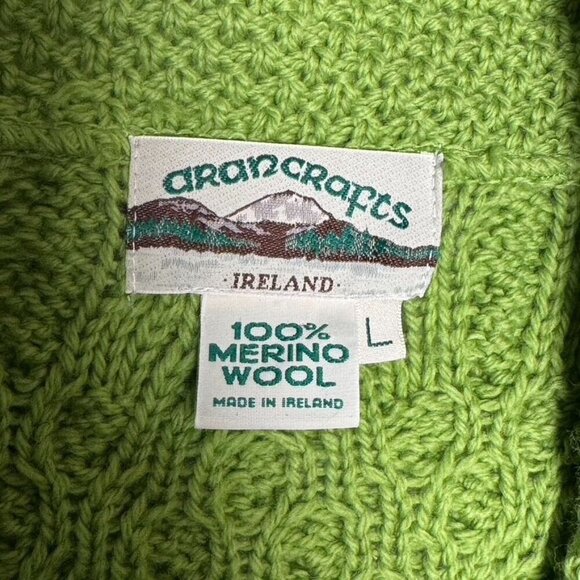 aranCrafts
· IRELAND ·
L
100%
MERINO
WOOL
MADE IN IRELAND